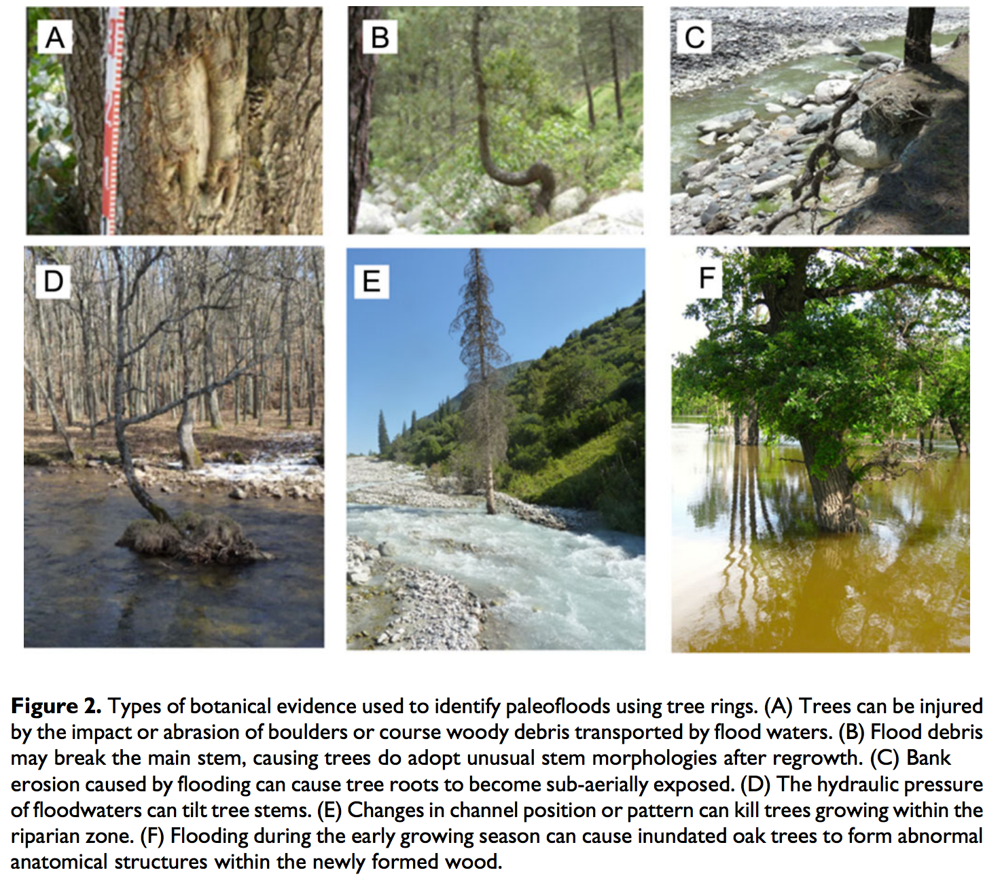 A
B
C
D
E
F
Figure 2. Types of botanical evidence used to identify paleofloods using tree rings. (A) Trees can be injured
by the impact or abrasion of boulders or course woody debris transported by flood waters. (B) Flood debris
may break the main stem, causing trees do adopt unusual stem morphologies after regrowth. (C) Bank
erosion caused by flooding can cause tree roots to become sub-aerially exposed. (D) The hydraulic pressure
of floodwaters can tilt tree stems. (E) Changes in channel position or pattern can kill trees growing within the
riparian zone. (F) Flooding during the early growing season can cause inundated oak trees to form abnormal
anatomical structures within the newly formed wood.